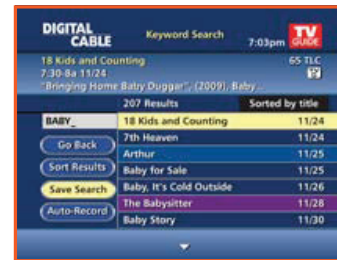 DIGITAL CABLE
Keyword Search
7:03pm
TV GUIDE
18 Kids and Counting
65 TLC
7:30-8a 11/24
"Bringing Home Baby Duggar", (2009), Baby...
207 Results
Sorted by title
BABY_
18 Kids and Counting 11/24
7th Heaven 11/24
Go Back
Arthur 11/25
Sort Results
Baby for Sale 11/25
Save Search
Baby, It's Cold Outside 11/26
The Babysitter 11/28
Auto-Record
Baby Story 11/30